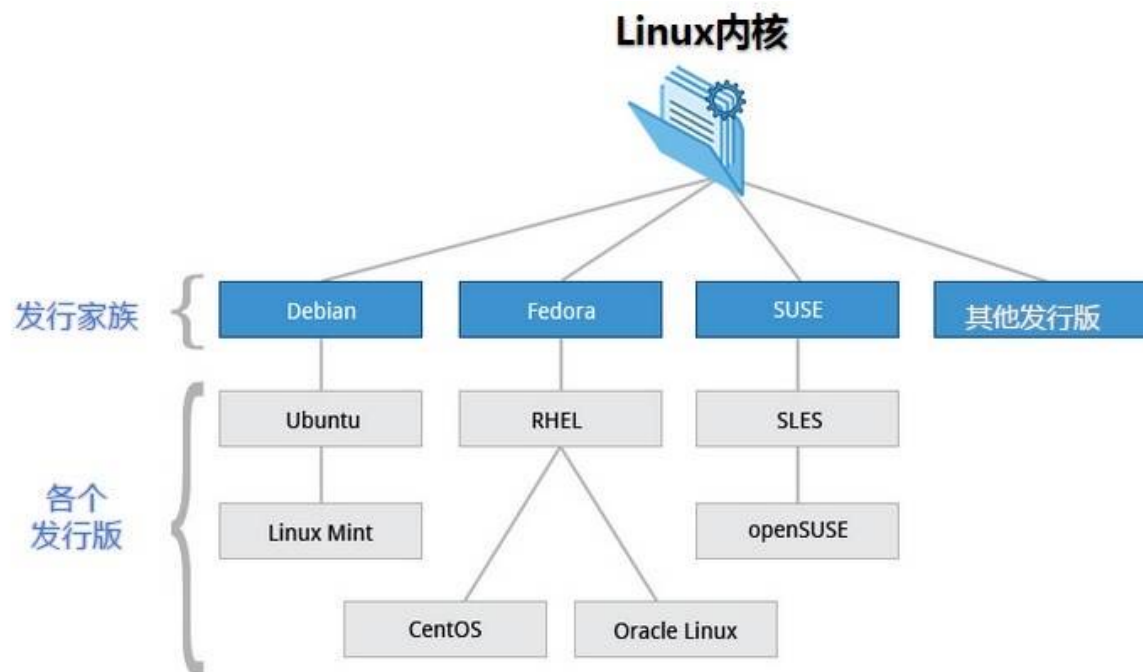 Linux内核
发行家族
Debian
Fedora
SUSE
其他发行版
各个
发行版
Ubuntu
RHEL
SLES
Linux Mint
openSUSE
CentOS
Oracle Linux